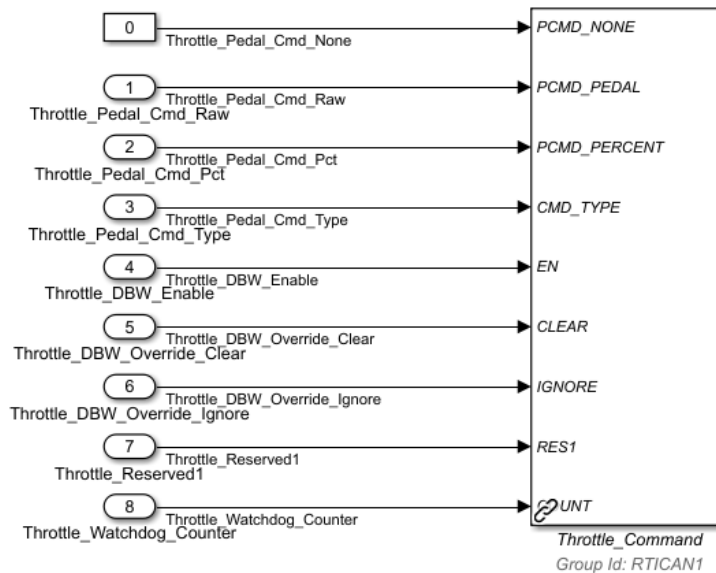 0
Throttle_Pedal_Cmd_None
PCMD_NONE
1
Throttle_Pedal_Cmd_Raw
Throttle_Pedal_Cmd_Raw
PCMD_PEDAL
2
Throttle_Pedal_Cmd_Pct
Throttle_Pedal_Cmd_Pct
PCMD_PERCENT
3
Throttle_Pedal_Cmd_Type
Throttle_Pedal_Cmd_Type
CMD_TYPE
4
Throttle_DBW_Enable
Throttle_DBW_Enable
EN
5
Throttle_DBW_Override_Clear
Throttle_DBW_Override_Clear
CLEAR
6
Throttle_DBW_Override_Ignore
Throttle_DBW_Override_Ignore
IGNORE
7
Throttle_Reserved1
Throttle_Reserved1
RES1
8
Throttle_Watchdog_Counter
Throttle_Watchdog_Counter
Throttle_Command
Group Id: RTICAN1